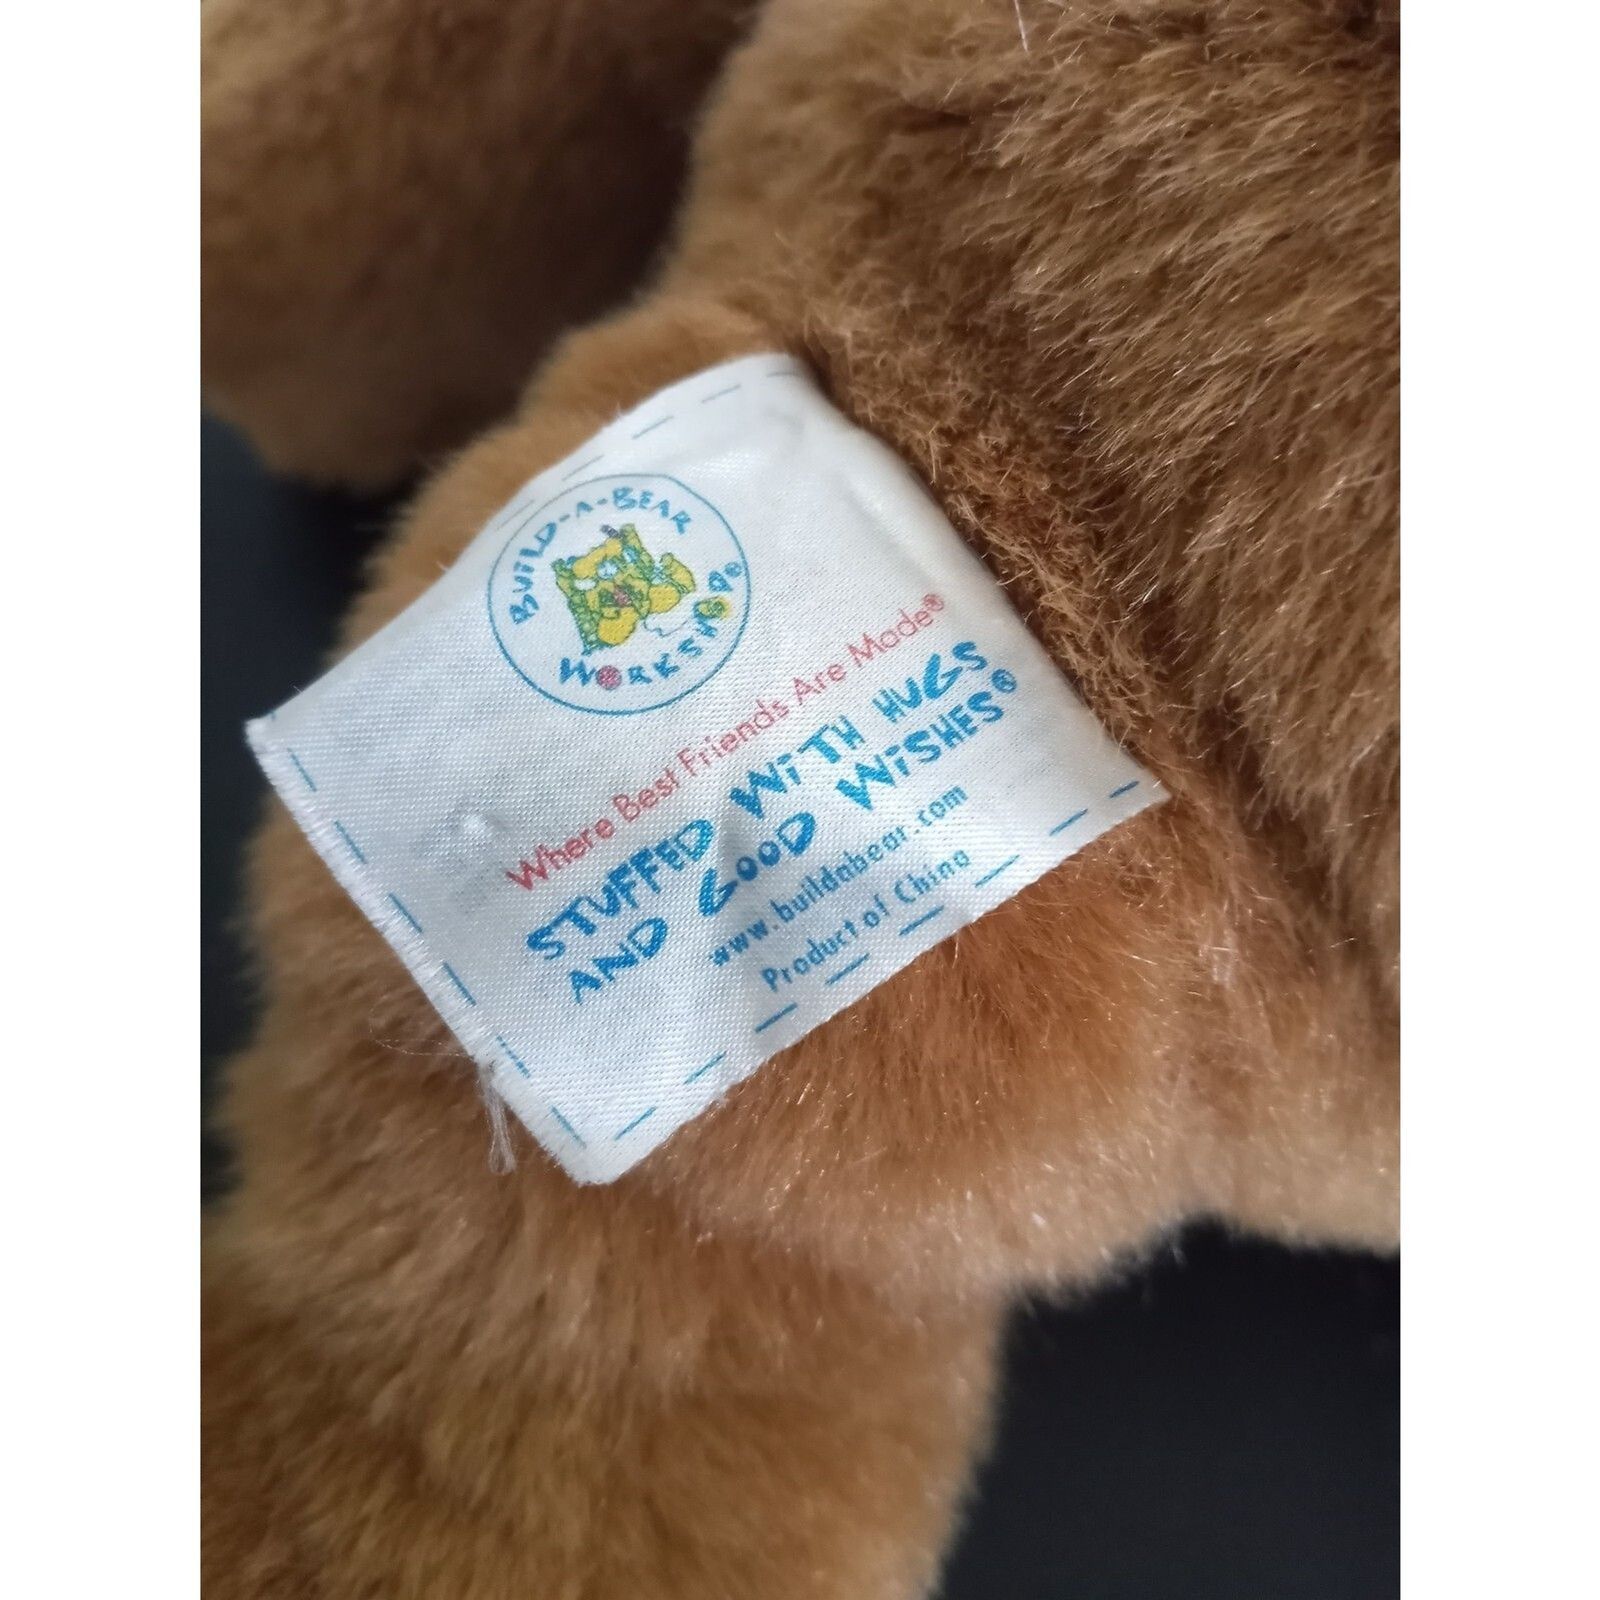 BUILD-A-BEAR
WORKSHOP®
Where Best Friends Are Made®
STUFFED WITH HUGS
AND GOOD WISHES®
www.buildabear.com
Product of China